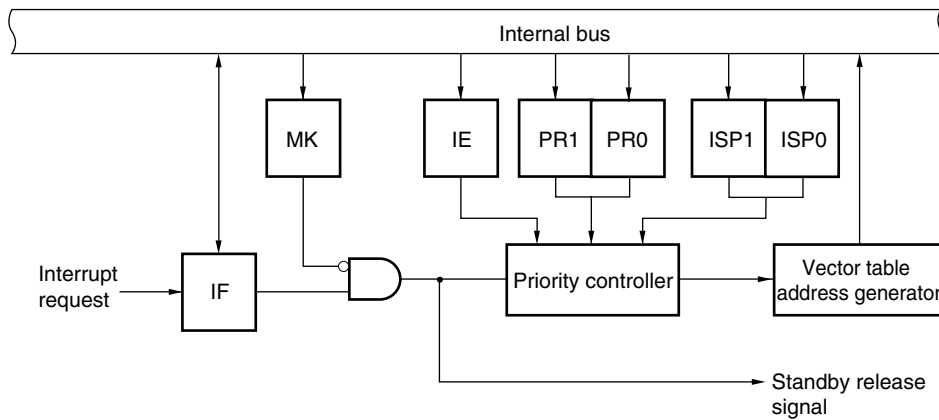 Internal bus
MK
IE
PR1
PR0
ISP1
ISP0
Interrupt
request
IF
Priority controller
Vector table
address generator
Standby release
signal